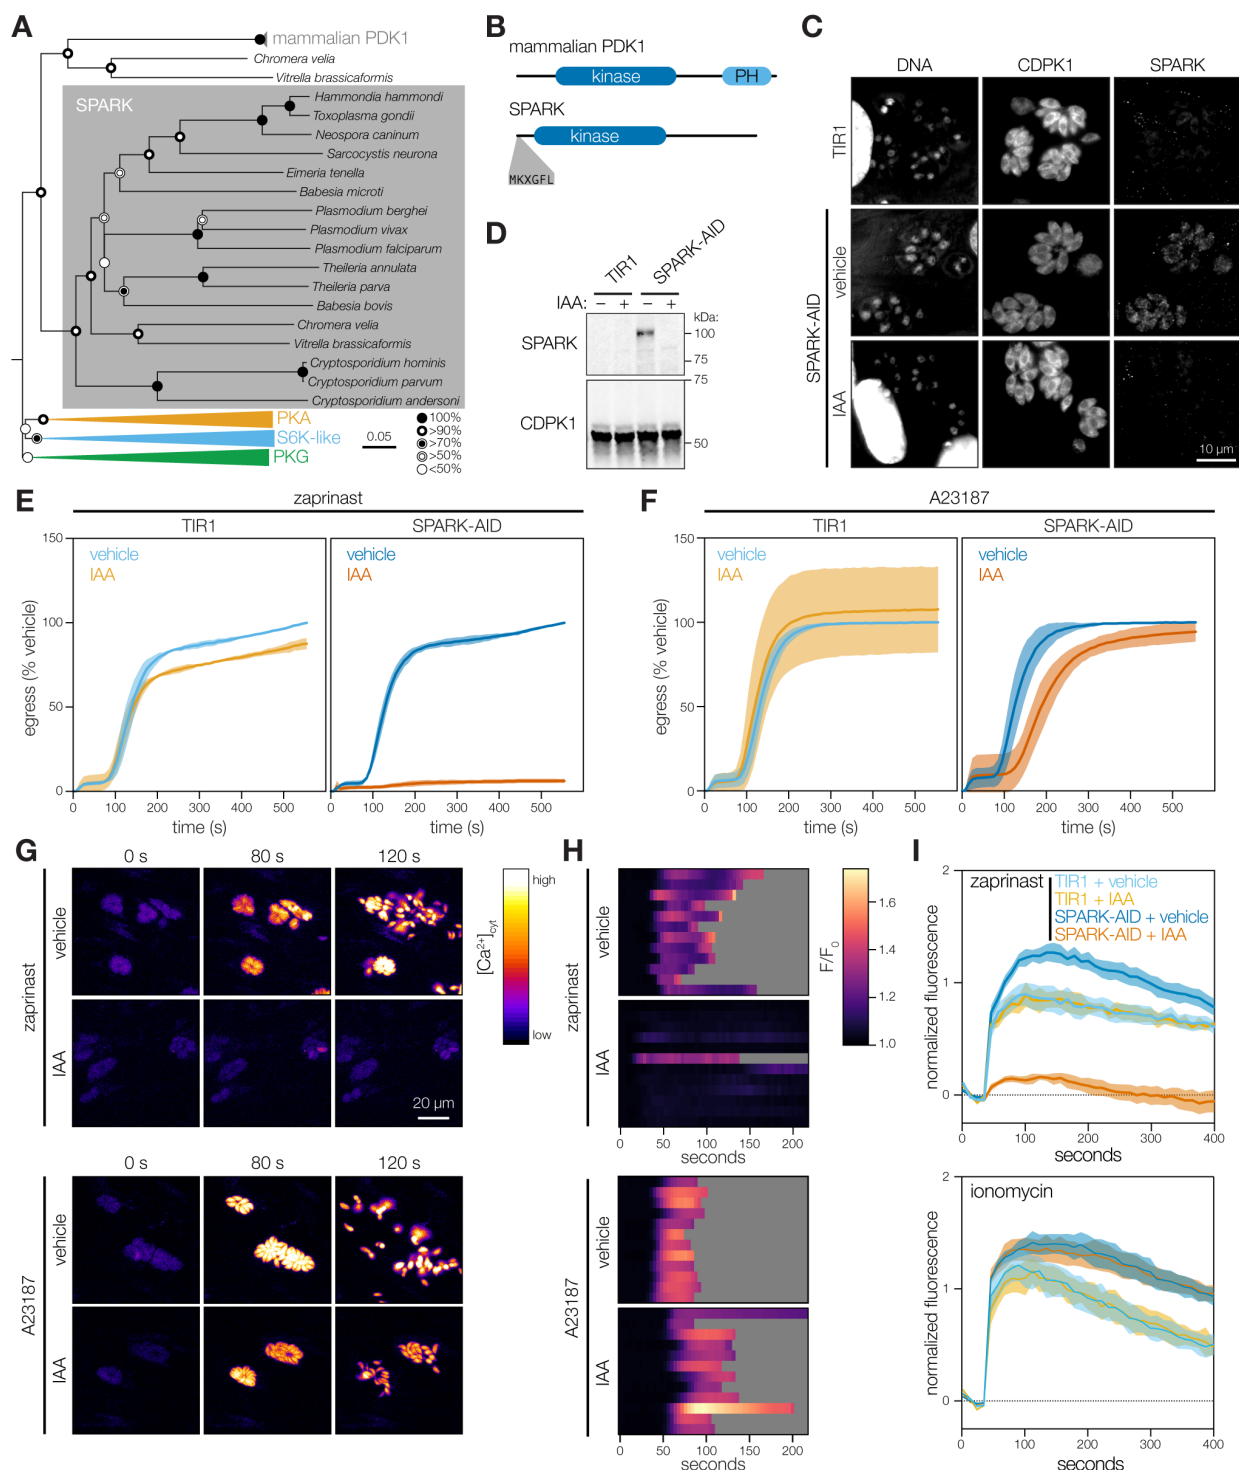 A
mammalian PDK1
Chromera velia
Vitrella brassicaformis
SPARK
Hammondia hammondi
Toxoplasma gondii
Neospora caninum
Sarcocystis neurona
Eimeria tenella
Babesia microti
Plasmodium berghei
Plasmodium vivax
Plasmodium falciparum
Theileria annulata
Theileria parva
Babesia bovis
Chromera velia
Vitrella brassicaformis
Cryptosporidium hominis
Cryptosporidium parvum
Cryptosporidium andersoni
PKA
S6K-like
PKG
0.05
100%
>90%
>70%
>50%
<50%
B
mammalian PDK1
kinase
PH
SPARK
kinase
MKXGFL
C
DNA
CDPK1
SPARK
TIR1
SPARK-AID
vehicle
IAA
10 µm
D
TIR1
SPARK-AID
IAA:
− + − +
kDa:
SPARK
100
75
75
CDPK1
50
E
zaprinast
TIR1
SPARK-AID
egress (% vehicle)
150
100
50
0
vehicle
IAA
vehicle
IAA
0 100 200 300 400 500
0 100 200 300 400 500
time (s)
time (s)
F
A23187
TIR1
SPARK-AID
egress (% vehicle)
150
100
50
0
vehicle
IAA
vehicle
IAA
0 100 200 300 400 500
0 100 200 300 400 500
time (s)
time (s)
G
0 s
80 s
120 s
zaprinast
vehicle
IAA
20 µm
high
[Ca2+]cyt
low
0 s
80 s
120 s
A23187
vehicle
IAA
H
zaprinast
vehicle
IAA
0 50 100 150 200
seconds
F/F0
1.6
1.4
1.2
1.0
A23187
vehicle
IAA
0 50 100 150 200
seconds
I
zaprinast
TIR1 + vehicle
TIR1 + IAA
SPARK-AID + vehicle
SPARK-AID + IAA
normalized fluorescence
2
1
0
0 100 200 300 400
seconds
ionomycin
normalized fluorescence
2
1
0
0 100 200 300 400
seconds